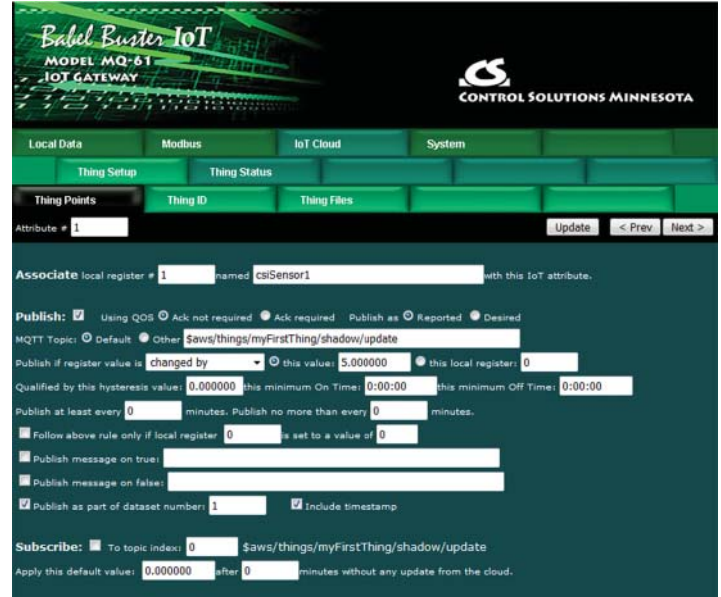 Babel Buster IoT
MODEL MQ-61
IOT GATEWAY
CS
CONTROL SOLUTIONS MINNESOTA
Local Data Modbus IoT Cloud System
Thing Setup Thing Status
Thing Points Thing ID Thing Files
Attribute # 1 Update < Prev Next >
Associate local register # 1 named csiSensor1 with this IoT attribute.
Publish: Using QOS Ack not required Ack required Publish as Reported Desired
MQTT Topic: Default Other $aws/things/myFirstThing/shadow/update
Publish if register value is changed by this value: 5.000000 this local register: 0
Qualified by this hysteresis value: 0.000000 this minimum On Time: 0:00:00 this minimum Off Time: 0:00:00
Publish at least every 0 minutes. Publish no more than every 0 minutes.
Follow above rule only if local register 0 is set to a value of 0
Publish message on true:
Publish message on false:
Publish as part of dataset number: 1 Include timestamp
Subscribe: To topic index: 0 $aws/things/myFirstThing/shadow/update
Apply this default value: 0.000000 after 0 minutes without any update from the cloud.